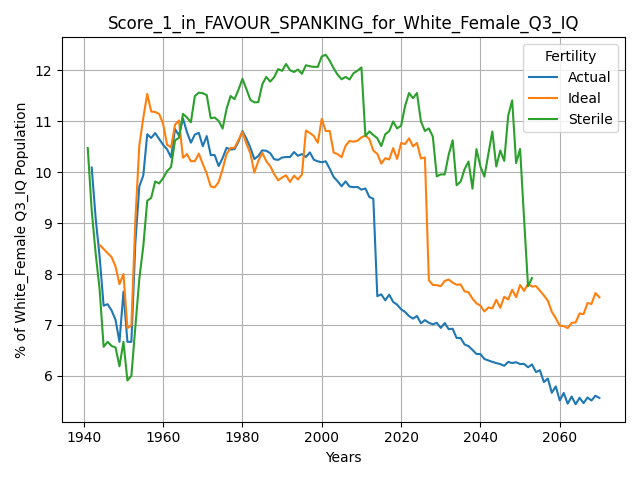 Score_1_in_FAVOUR_SPANKING_for_White_Female_Q3_IQ
Fertility
Actual
Ideal
Sterile
% of White_Female Q3_IQ Population
12
11
10
9
8
7
6
1940
1960
1980
2000
2020
2040
2060
Years